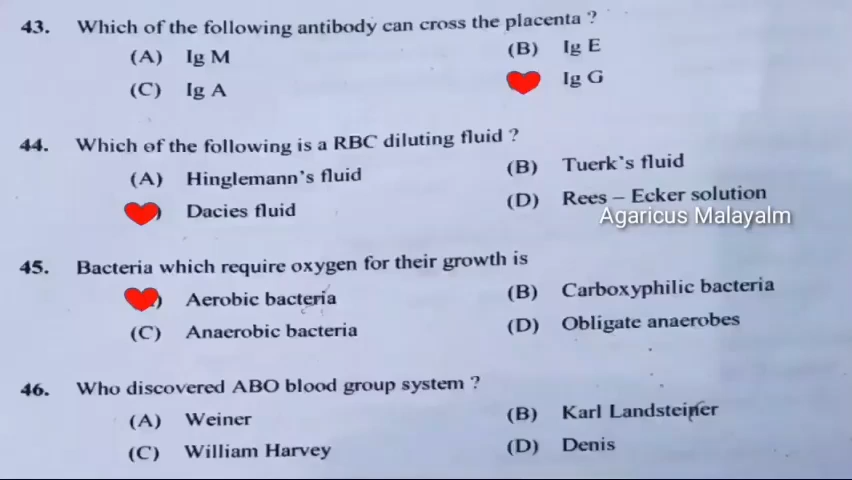 43. Which of the following antibody can cross the placenta ?
(A) Ig M (B) Ig E
(C) Ig A Ig G
44. Which of the following is a RBC diluting fluid ?
(A) Hinglemann's fluid (B) Tuerk's fluid
) Dacies fluid (D) Rees – Ecker solution
Agaricus Malayalm
45. Bacteria which require oxygen for their growth is
) Aerobic bacteria (B) Carboxyphilic bacteria
(C) Anaerobic bacteria (D) Obligate anaerobes
46. Who discovered ABO blood group system ?
(A) Weiner (B) Karl Landsteiner
(C) William Harvey (D) Denis